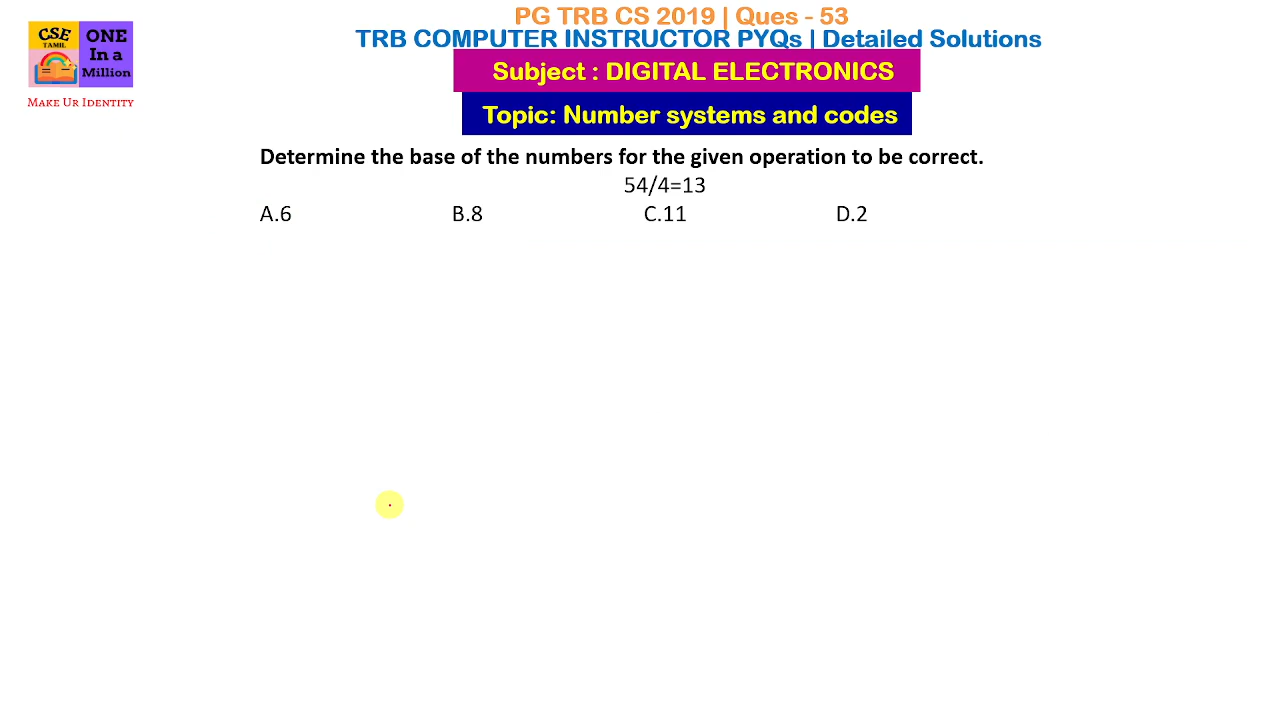 PG TRB CS 2019 | Ques - 53
TRB COMPUTER INSTRUCTOR PYQs | Detailed Solutions
Subject : DIGITAL ELECTRONICS
Topic: Number systems and codes
CSE
TAMIL
ONE
In a
Million
MAKE UR IDENTITY
Determine the base of the numbers for the given operation to be correct.
54/4=13
A.6 B.8 C.11 D.2